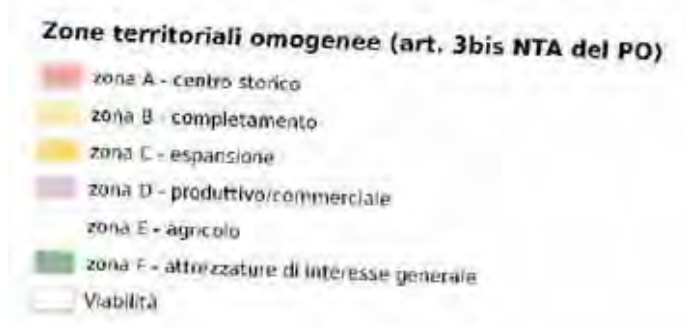 Zone territoriali omogenee (art. 3bis NTA del PO)
zona A - centro storico
zona B - completamento
zona C - espansione
zona D - produttivo/commerciale
zona E - agricolo
zona F - attrezzature di interesse generale
Viabilità